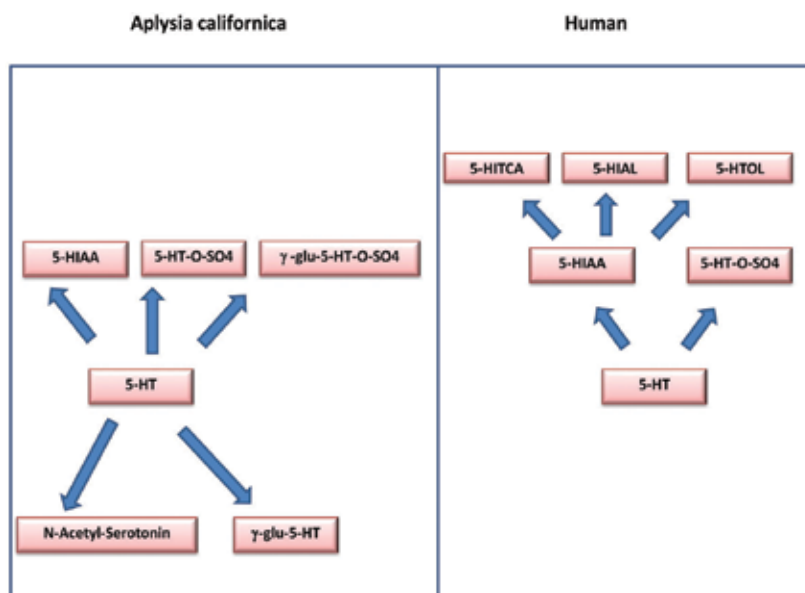 Aplysia californica
Human
5-HIAA
5-HT-O-SO4
γ-glu-5-HT-O-SO4
5-HT
N-Acetyl-Serotonin
γ-glu-5-HT
5-HITCA
5-HIAL
5-HTOL
5-HIAA
5-HT-O-SO4
5-HT